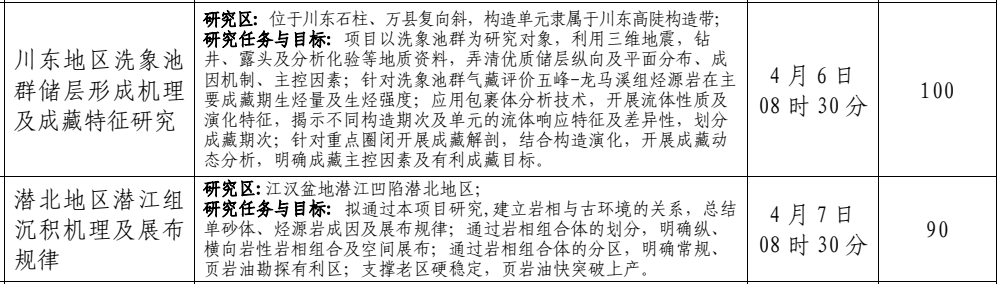 川东地区洗象池
群储层形成机理
及成藏特征研究
研究区: 位于川东石柱、万县复向斜，构造单元隶属于川东高陡构造带；
研究任务与目标: 项目以洗象池群为研究对象，利用三维地震，钻
井、露头及分析化验等地质资料，弄清优质储层纵向及平面分布、成
因机制、主控因素；针对洗象池群气藏评价五峰-龙马溪组烃源岩在主
要成藏期生烃量及生烃强度；应用包裹体分析技术，开展流体性质及
演化特征，揭示不同构造期次及单元的流体响应特征及差异性，划分
成藏期次；针对重点圈闭开展成藏解剖，结合构造演化，开展成藏动
态分析，明确成藏主控因素及有利成藏目标。
4月6日
08时30分
100
潜北地区潜江组
沉积机理及展布
规律
研究区:江汉盆地潜江凹陷潜北地区；
研究任务与目标: 拟通过本项目研究,建立岩相与古环境的关系，总结
单砂体、烃源岩成因及展布规律；通过岩相组合体的划分，明确纵、
横向岩性岩相组合及空间展布；通过岩相组合体的分区，明确常规、
页岩油勘探有利区；支撑老区硬稳定，页岩油快突破上产。
4月7日
08时30分
90